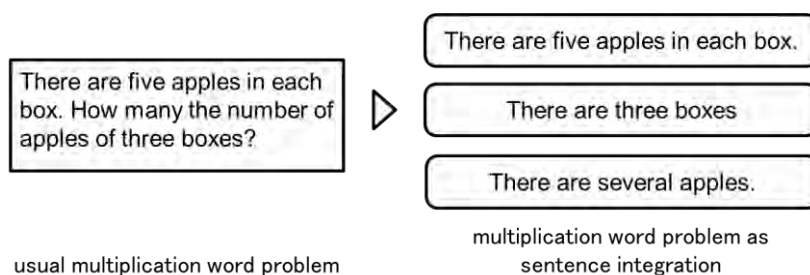 There are five apples in each
box. How many the number of
apples of three boxes?
usual multiplication word problem
There are five apples in each box.
There are three boxes
There are several apples.
multiplication word problem as
sentence integration